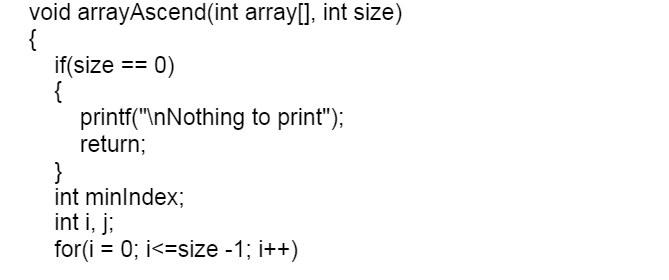 void arrayAscend(int array[], int size)
{
if(size == 0)
{
printf("\nNothing to print");
return;
}
int minIndex;
int i, j;
for(i = 0; i<=size -1; i++)